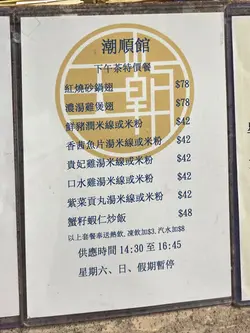 潮順館
下午茶特價餐
紅燒砂鍋翅 $78
濃湯雞煲翅 $78
鮮豬潤米線或米粉 $42
香茜魚片湯米線或米粉 $42
貴妃雞湯米線或米粉 $42
口水雞湯米線或米粉 $42
紫菜貢丸湯米線或米粉 $42
蟹籽蝦仁炒飯 $48
以上套餐奉送熱飲,凍飲加$3,汽水加$8
供應時間 14:30 至 16:45
星期六、日、假期暫停